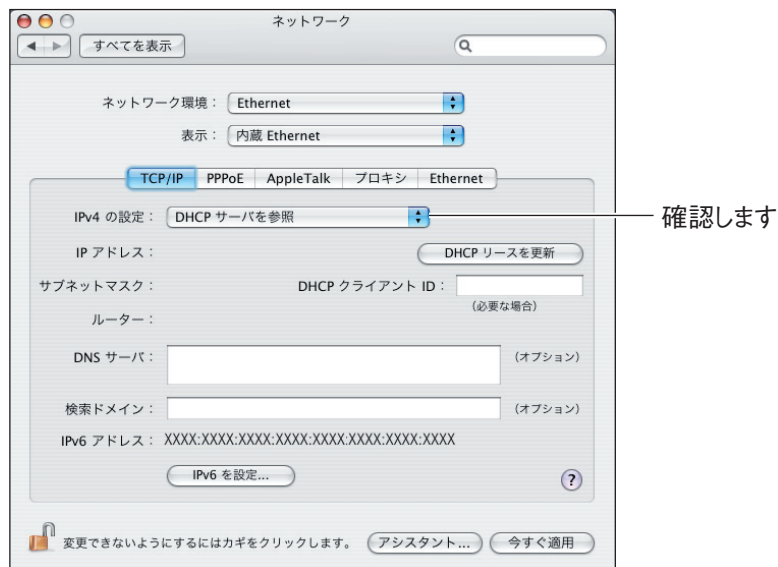 ネットワーク
すべてを表示
ネットワーク環境： Ethernet
表示： 内蔵 Ethernet
TCP/IP PPPoE AppleTalk プロキシ Ethernet
IPv4 の設定： DHCP サーバを参照
確認します
IP アドレス： DHCP リースを更新
サブネットマスク： DHCP クライアント ID：
（必要な場合）
ルーター：
DNS サーバ： （オプション）
検索ドメイン： （オプション）
IPv6 アドレス： XXXX:XXXX:XXXX:XXXX:XXXX:XXXX:XXXX:XXXX
IPv6 を設定... ?
変更できないようにするにはカギをクリックします。 アシスタント... 今すぐ適用